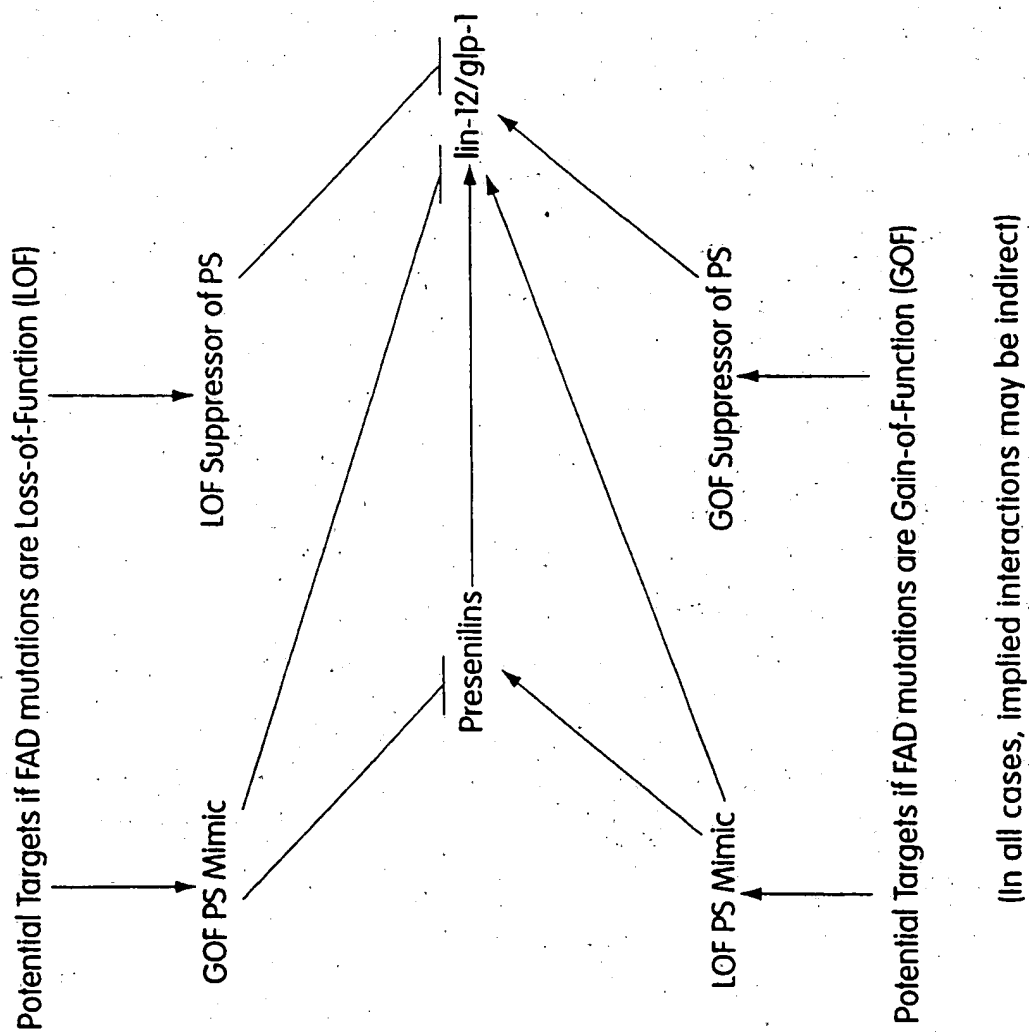 Potential Targets if FAD mutations are Loss-of-Function (LOF)
GOF PS Mimic
LOF Suppressor of PS
Presenilins
lin-12/glp-1
LOF PS Mimic
GOF Suppressor of PS
Potential Targets if FAD mutations are Gain-of-Function (GOF)
(In all cases, implied interactions may be indirect)